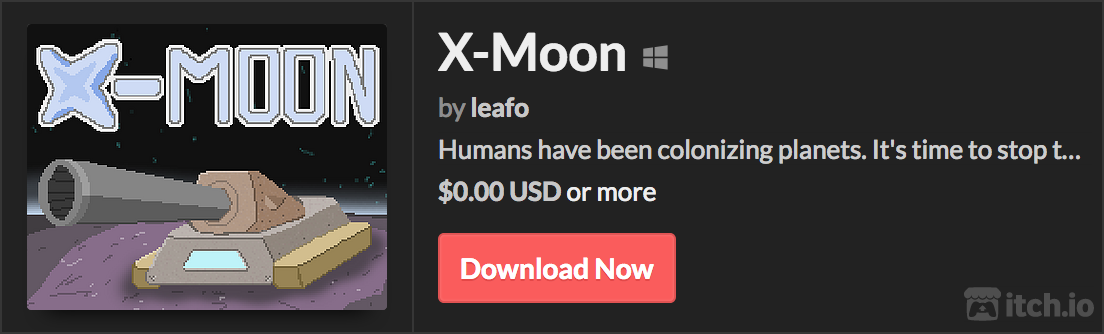 X-MOON
X-Moon
by leafo
Humans have been colonizing planets. It's time to stop t...
$0.00 USD or more
Download Now
itch.io